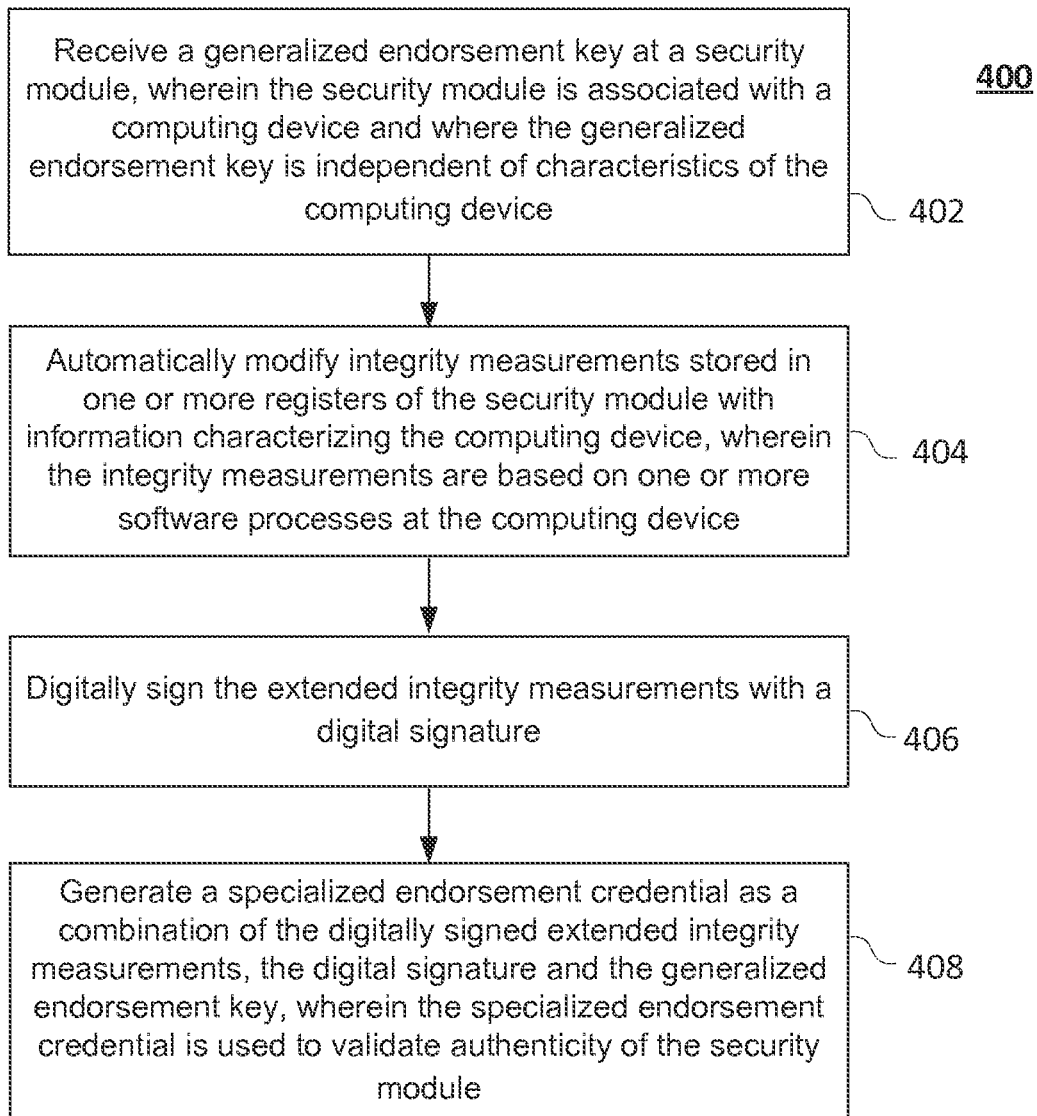 Receive a generalized endorsement key at a security
module, wherein the security module is associated with a
computing device and where the generalized
endorsement key is independent of characteristics of the
computing device
400
402
Automatically modify integrity measurements stored in
one or more registers of the security module with
information characterizing the computing device, wherein
the integrity measurements are based on one or more
software processes at the computing device
404
Digitally sign the extended integrity measurements with a
digital signature
406
Generate a specialized endorsement credential as a
combination of the digitally signed extended integrity
measurements, the digital signature and the generalized
endorsement key, wherein the specialized endorsement
credential is used to validate authenticity of the security
module
408